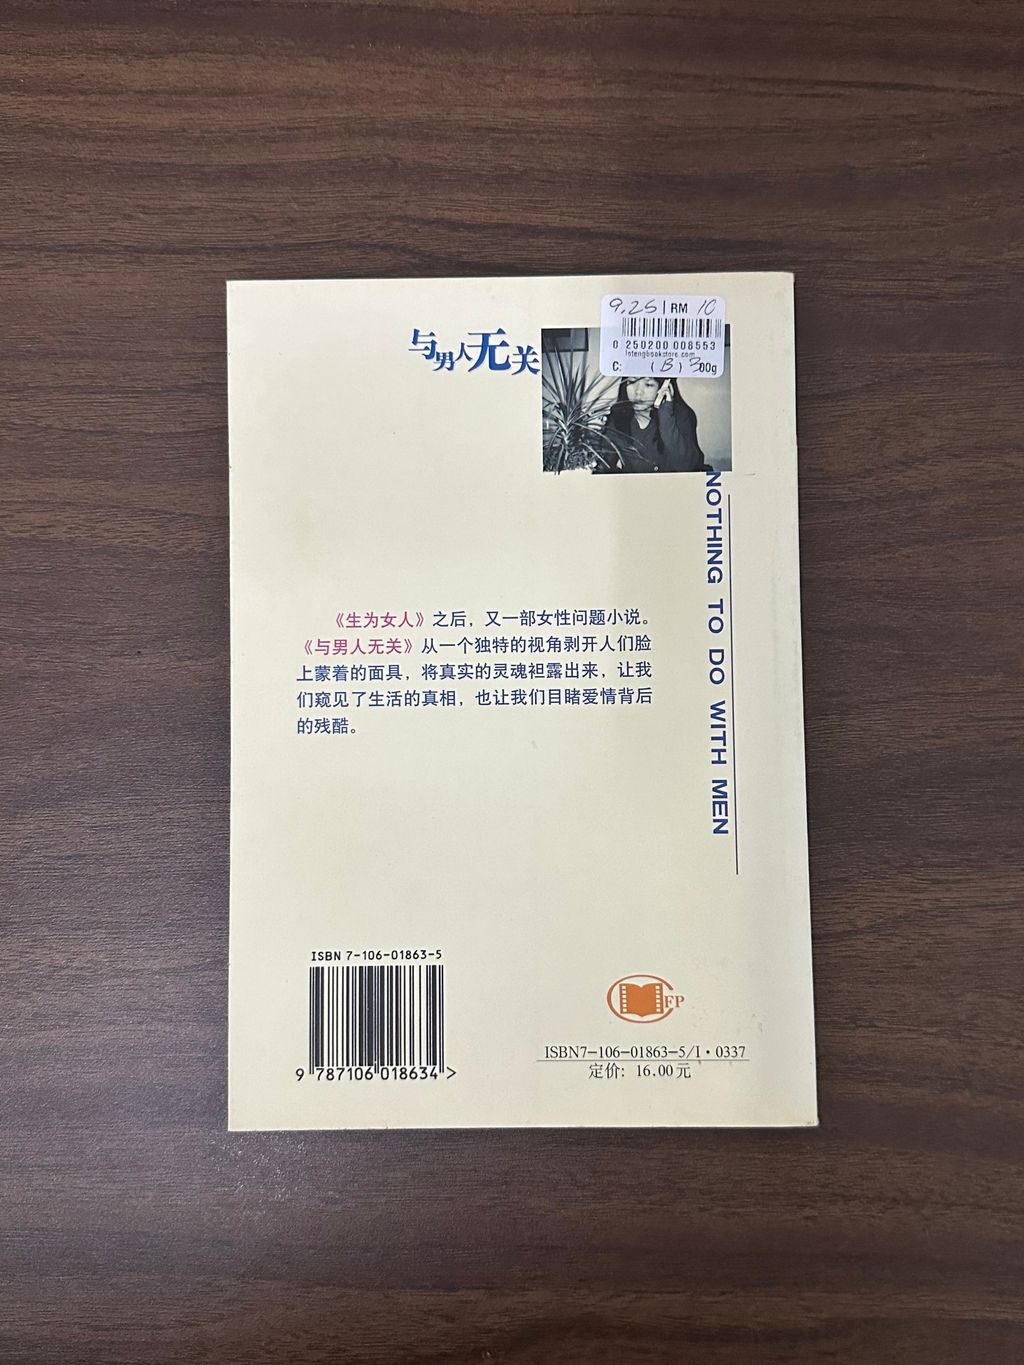 9.25 | RM 10
0 250200 008553
lotengbookstore.com
C: (B) 300g
与男人无关
NOTHING TO DO WITH MEN
《生为女人》之后，又一部女性问题小说。
《与男人无关》从一个独特的视角剥开人们脸
上蒙着的面具，将真实的灵魂袒露出来，让我
们窥见了生活的真相，也让我们目睹爱情背后
的残酷。
ISBN 7-106-01863-5
9 787106 018634 >
CFP
ISBN7-106-01863-5/I·0337
定价：16.00元